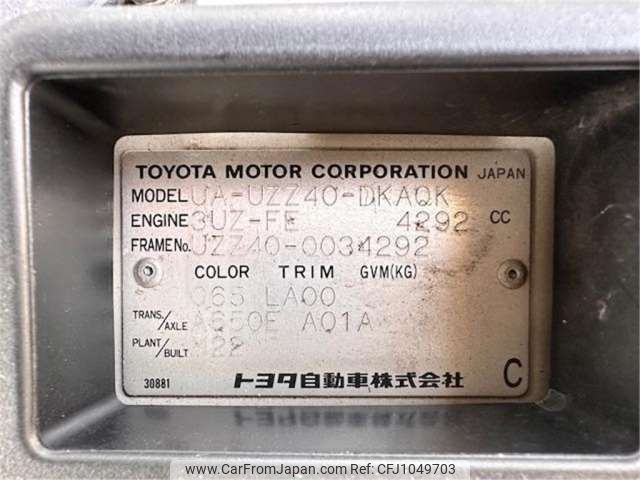 TOYOTA MOTOR CORPORATION JAPAN
MODEL UA-UZZ40-DKAQK
ENGINE 3UZ-FE 4292 CC
FRAME No. UZZ40-0034292
COLOR TRIM GVM(KG)
065 LA00
TRANS./AXLE A650E A01A
PLANT/BUILT
30881 トヨタ自動車株式会社 C
www.CarFromJapan.com | Ref No. CFJ1049703